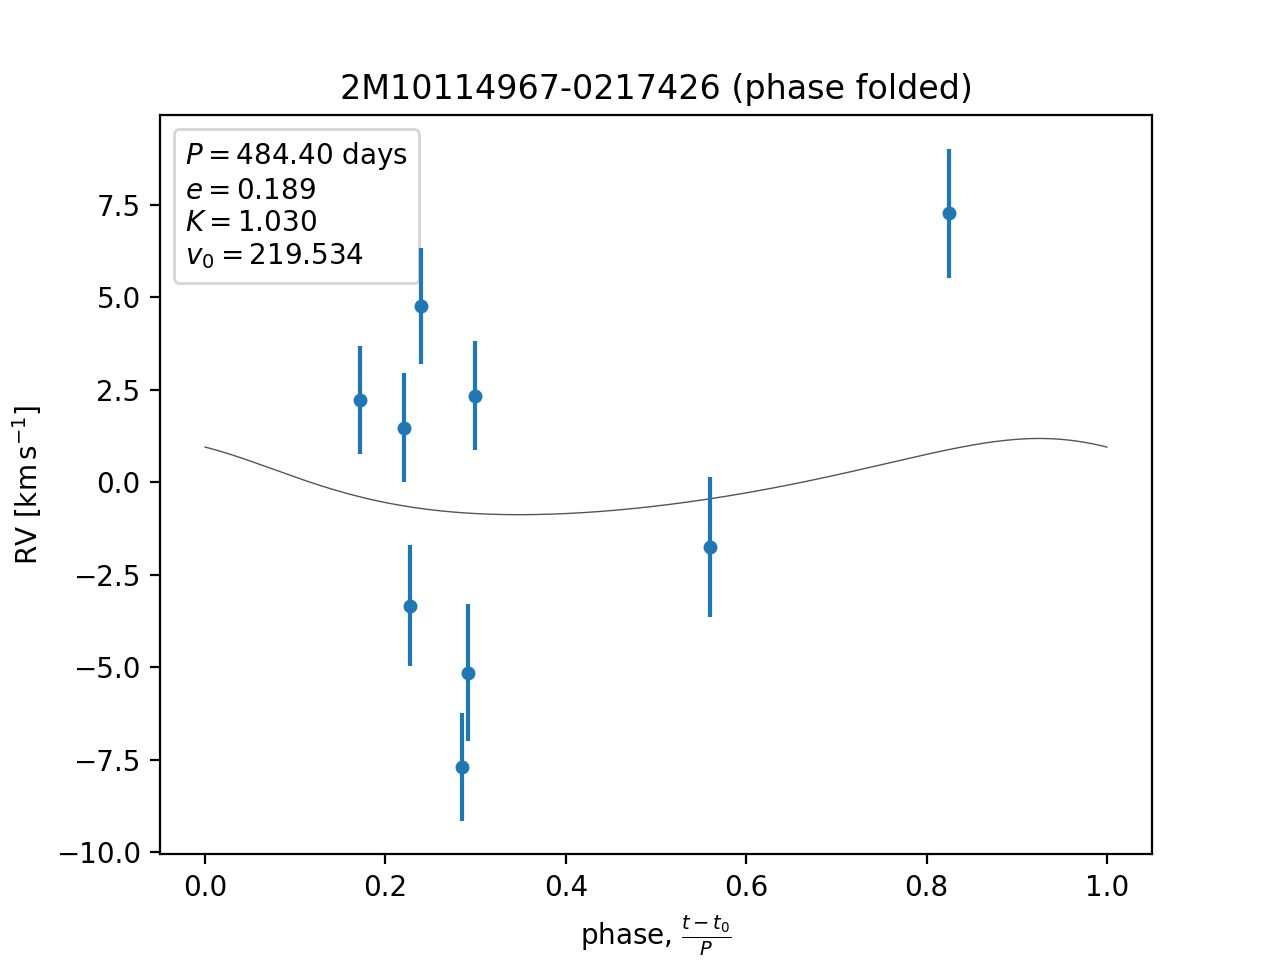 2M10114967-0217426 (phase folded)
P = 484.40 days
e = 0.189
K = 1.030
v₀ = 219.534
7.5
5.0
2.5
0.0
−2.5
−5.0
−7.5
−10.0
RV [km s⁻¹]
0.0 0.2 0.4 0.6 0.8 1.0
phase, (t − t₀)/P